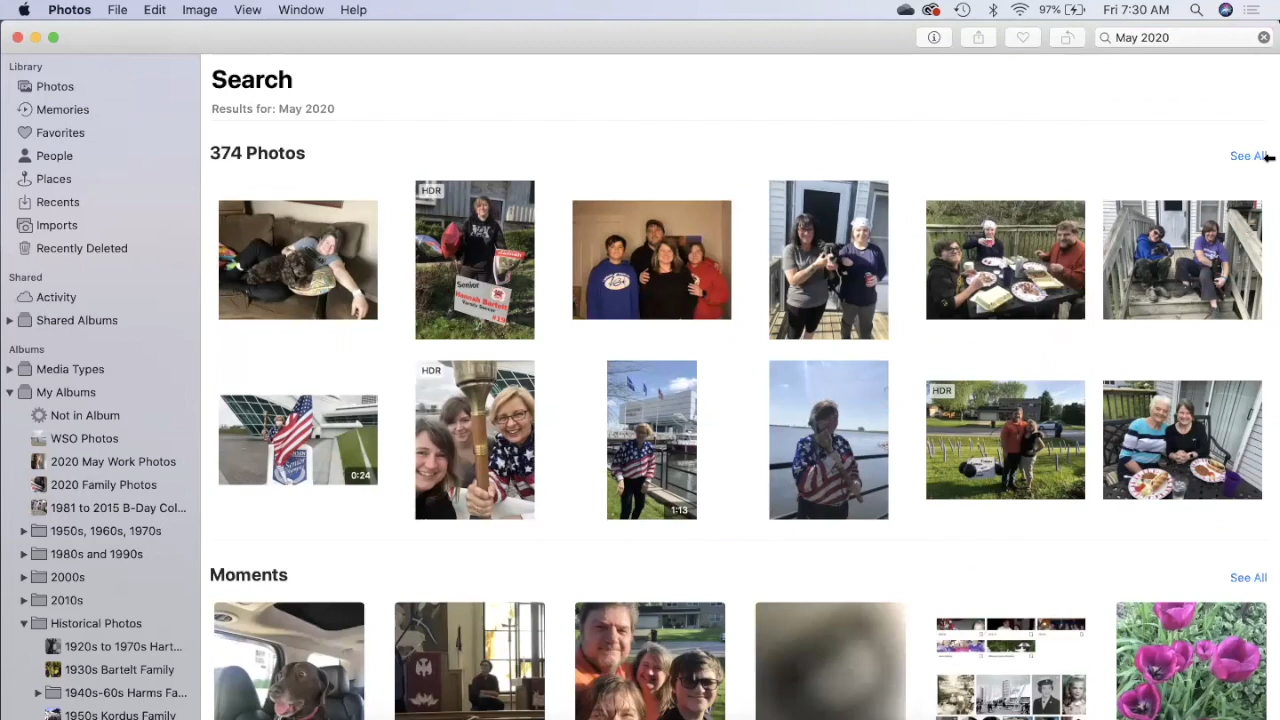 Photos File Edit Image View Window Help 97% Fri 7:30 AM
May 2020
Library
Photos
Memories
Favorites
People
Places
Recents
Imports
Recently Deleted
Shared
Activity
Shared Albums
Albums
Media Types
My Albums
Not in Album
WSO Photos
2020 May Work Photos
2020 Family Photos
1981 to 2015 B-Day Col...
1950s, 1960s, 1970s
1980s and 1990s
2000s
2010s
Historical Photos
1920s to 1970s Hart...
1930s Bartelt Family
1940s-60s Harms Fa...
1950s Kordus Family
Search
Results for: May 2020
374 Photos
See All
HDR
Senior
Hannah Bartelt
0:24
HDR
1:13
HDR
Moments
See All